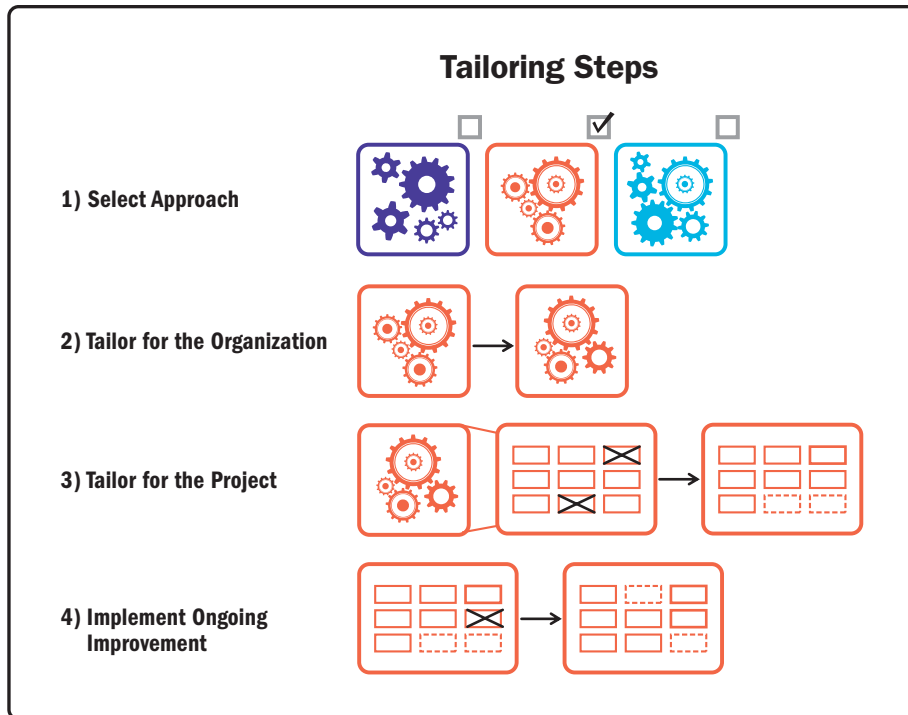 Tailoring Steps
1) Select Approach
2) Tailor for the Organization
3) Tailor for the Project
4) Implement Ongoing
Improvement